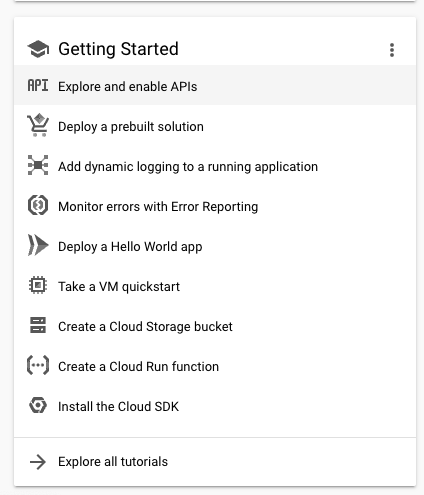 Getting Started
API Explore and enable APIs
Deploy a prebuilt solution
Add dynamic logging to a running application
Monitor errors with Error Reporting
Deploy a Hello World app
Take a VM quickstart
Create a Cloud Storage bucket
Create a Cloud Run function
Install the Cloud SDK
Explore all tutorials